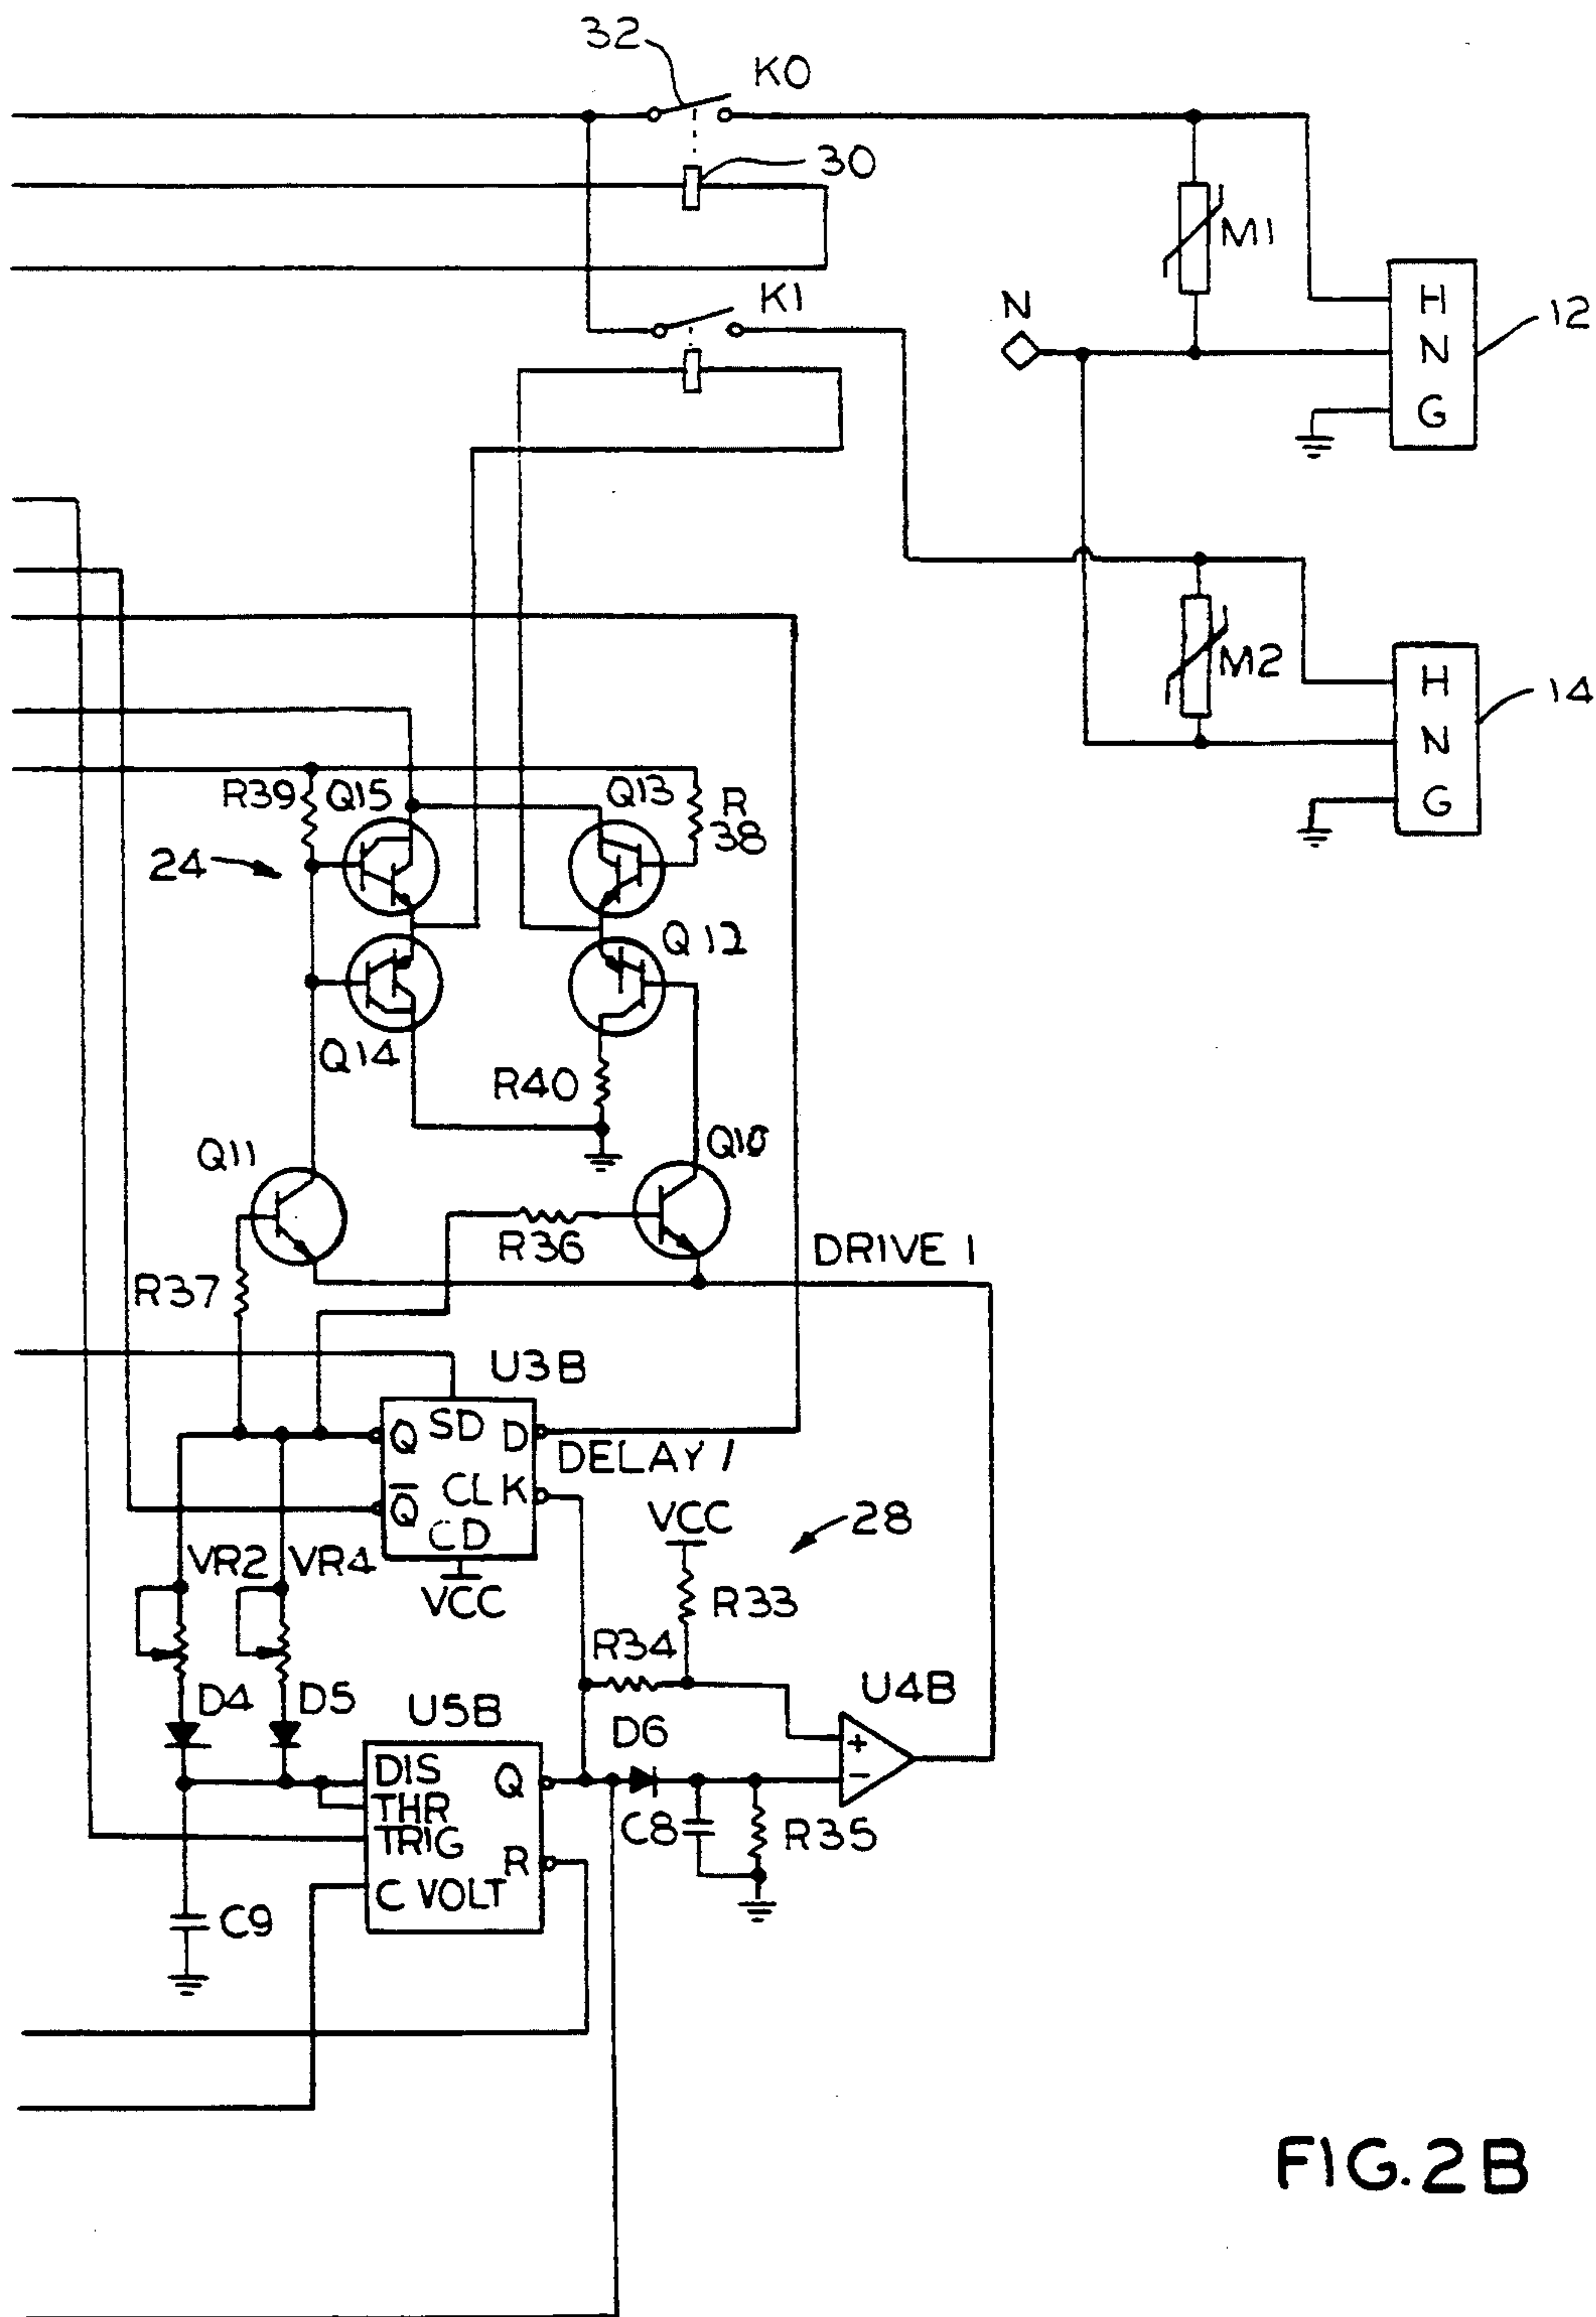 32
K0
30
M1
K1
N
H
N
G
12
M2
H
N
G
14
R39
Q15
Q13
R
38
24
Q12
Q14
R40
Q11
Q10
R36
DRIVE 1
R37
U3B
Q
SD
D
DELAY 1
Q̅
CLK
CD
VCC
28
VR2
VR4
VCC
R33
R34
D4
D5
U5B
D6
U4B
+
−
DIS
Q
THR
TRIG
C8
R35
R
C VOLT
C9
FIG. 2B